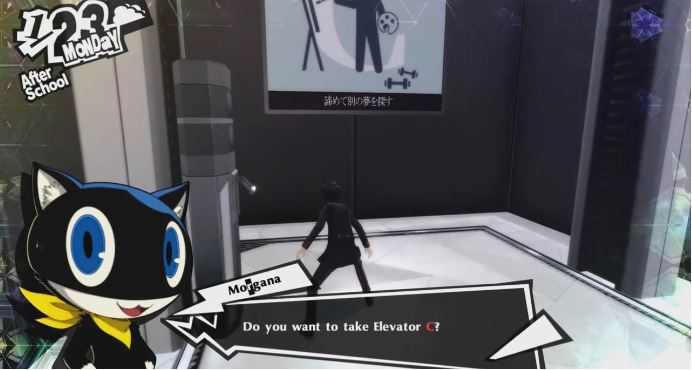 1/23
MONDAY
After
School
C
諦めて別の夢を探す
Morgana
Do you want to take Elevator C?